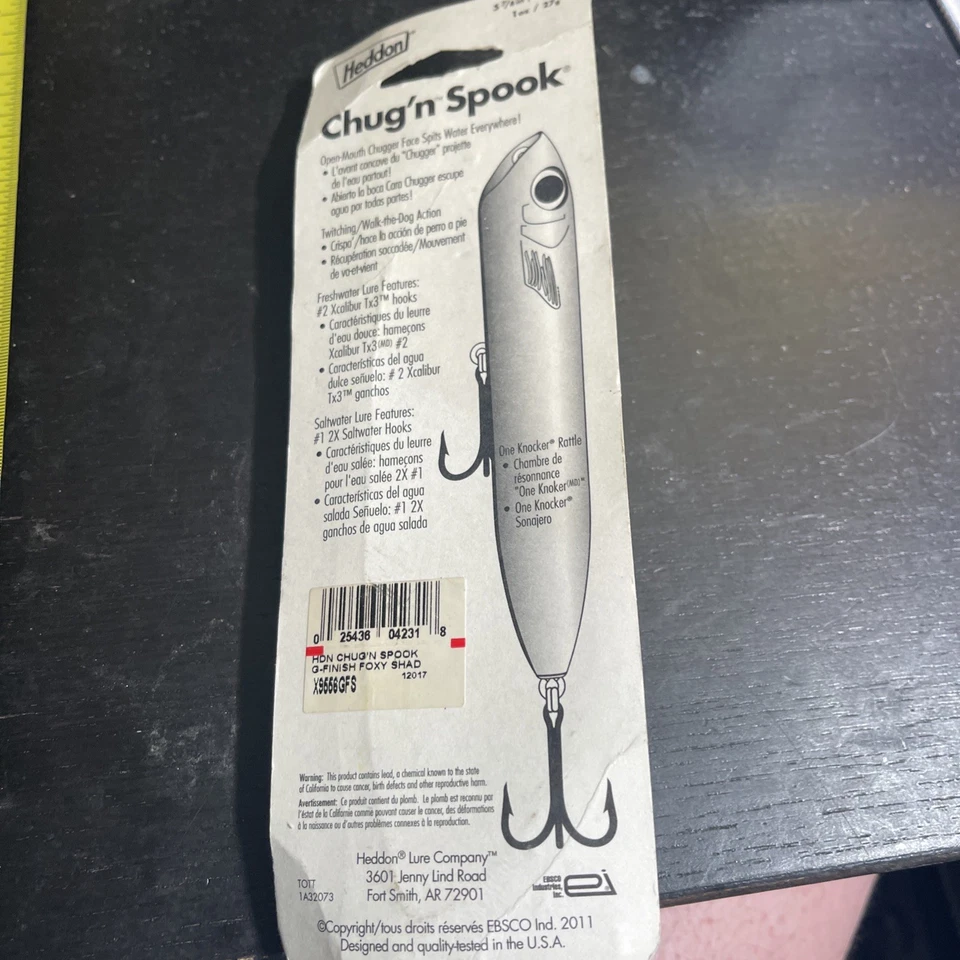 1oz / 27g
Heddon™
Chug'n™ Spook®
Open-Mouth Chugger Face Spits Water Everywhere!
• L'avant concave du "Chugger" projette
de l'eau partout!
• Abierto la boca Cara Chugger escupe
agua por todas partes!
Twitching/Walk-the-Dog Action
• Crispa'/hace la acción de perro a pie
• Récupération saccadée/Mouvement
de va-et-vient
Freshwater Lure Features:
#2 Xcalibur Tx3™ hooks
• Caractéristiques du leurre
d'eau douce: hameçons
Xcalibur Tx3(MD) #2
• Características del agua
dulce señuelo: # 2 Xcalibur
Tx3™ ganchos
Saltwater Lure Features:
#1 2X Saltwater Hooks
• Caractéristiques du leurre
d'eau salée: hameçons
pour l'eau salée 2X #1
• Características del agua
salada Señuelo: #1 2X
ganchos de agua salada
One Knocker® Rattle
• Chambre de
résonnance
"One Knoker(MD)"
• One Knocker®
Sonajero
0 25436 04231 8
HDN CHUG'N SPOOK
G-FINISH FOXY SHAD
12017
X9556GFS
Warning: This product contains lead, a chemical known to the state
of California to cause cancer, birth defects and other reproductive harm.
Avertissement: Ce produit contient du plomb. Le plomb est reconnu par
l'état de la Californie comme pouvant causer le cancer, des déformations
à la naissance ou d'autres problèmes connexes à la reproduction.
Heddon® Lure Company™
3601 Jenny Lind Road
Fort Smith, AR 72901
TOTT
1A32073
EBSCO
Industries,
Inc.
ei
©Copyright/tous droits réservés EBSCO Ind. 2011
Designed and quality-tested in the U.S.A.